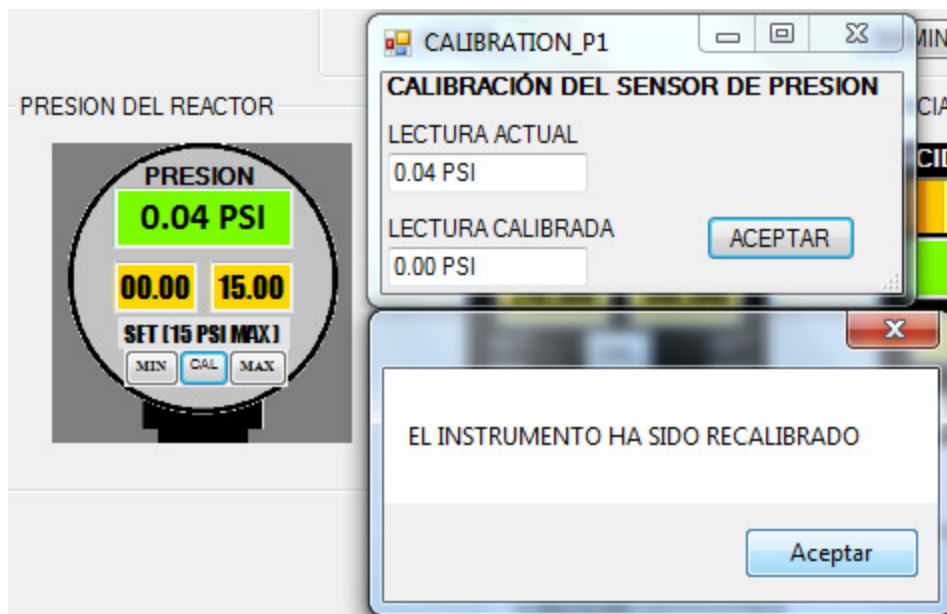 PRESION DEL REACTOR
PRESION
0.04 PSI
00.00 15.00
SET (15 PSI MAX)
MIN CAL MAX
CALIBRATION_P1
CALIBRACIÓN DEL SENSOR DE PRESION
LECTURA ACTUAL
0.04 PSI
LECTURA CALIBRADA
0.00 PSI
ACEPTAR
EL INSTRUMENTO HA SIDO RECALIBRADO
Aceptar
MIN